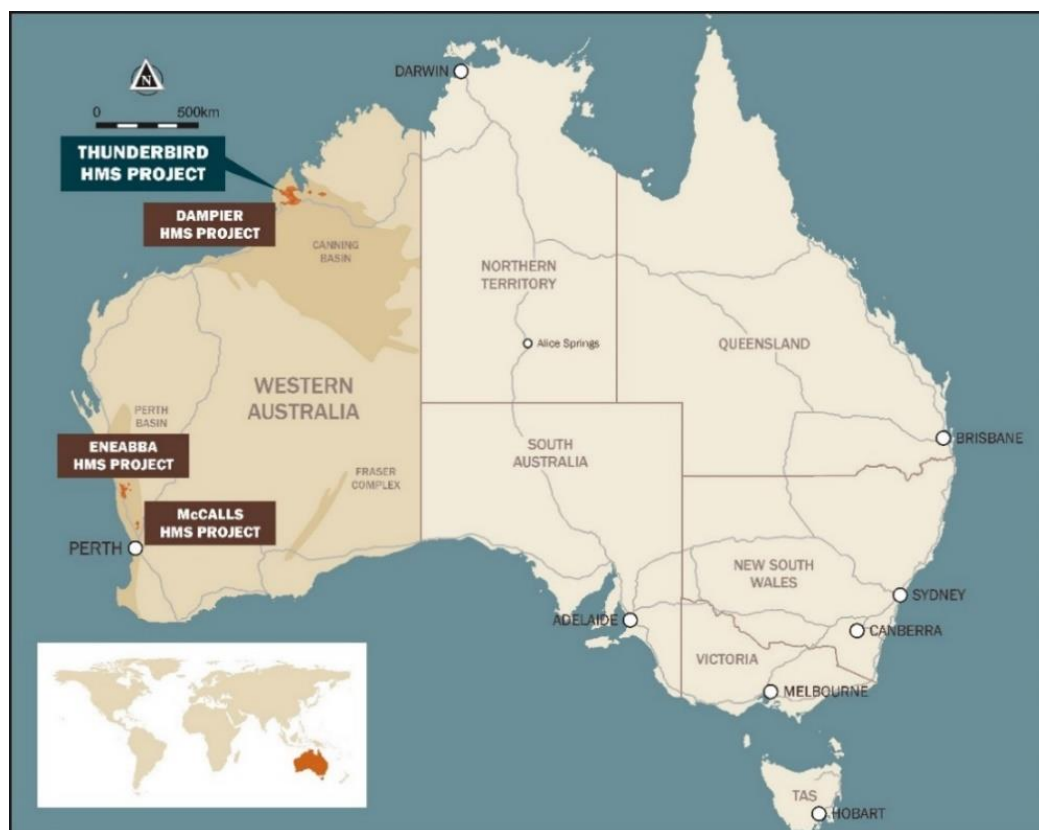 DARWIN
N
0 500km
THUNDERBIRD
HMS PROJECT
DAMPIER
HMS PROJECT
CANNING
BASIN
NORTHERN
TERRITORY
Alice Springs
QUEENSLAND
WESTERN
AUSTRALIA
PERTH
BASIN
ENEABBA
HMS PROJECT
SOUTH
AUSTRALIA
BRISBANE
FRASER
COMPLEX
McCALLS
HMS PROJECT
PERTH
NEW SOUTH
WALES
SYDNEY
ADELAIDE
CANBERRA
VICTORIA
MELBOURNE
TAS
HOBART